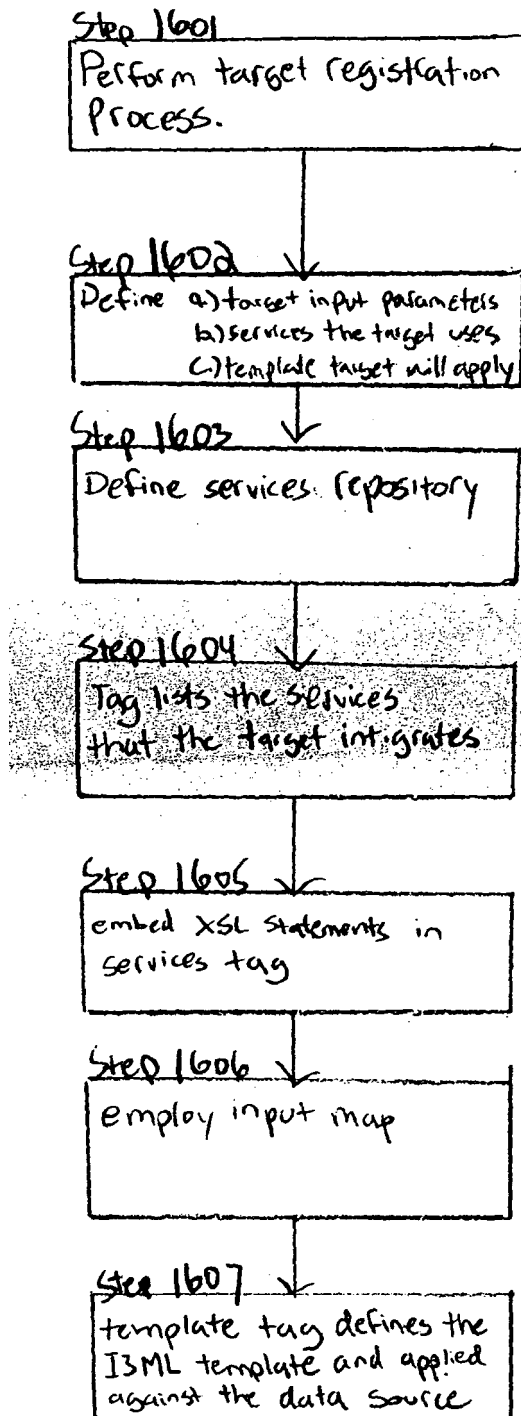 Step 1601
Perform target registration
Process.
Step 1602
Define a.) target input parameters
b.) services the target uses
c.) template target will apply
Step 1603
Define services repository
Step 1604
Tag lists the services
that the target intigrates
Step 1605
embed XSL statements in
services tag
Step 1606
employ input map
Step 1607
template tag defines the
I3ML template and applied
against the data source